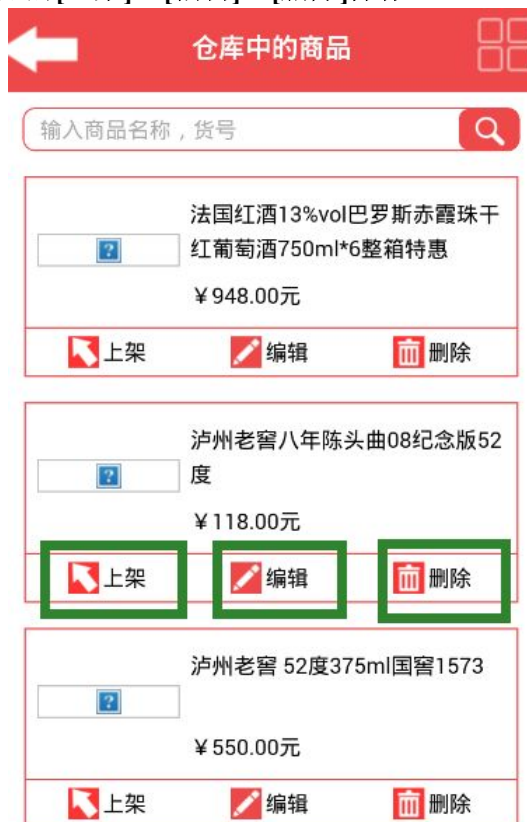 仓库中的商品
输入商品名称，货号
法国红酒13%vol巴罗斯赤霞珠干
红葡萄酒750ml*6整箱特惠
￥948.00元
上架 编辑 删除
泸州老窖八年陈头曲08纪念版52
度
￥118.00元
上架 编辑 删除
泸州老窖 52度375ml国窖1573
￥550.00元
上架 编辑 删除